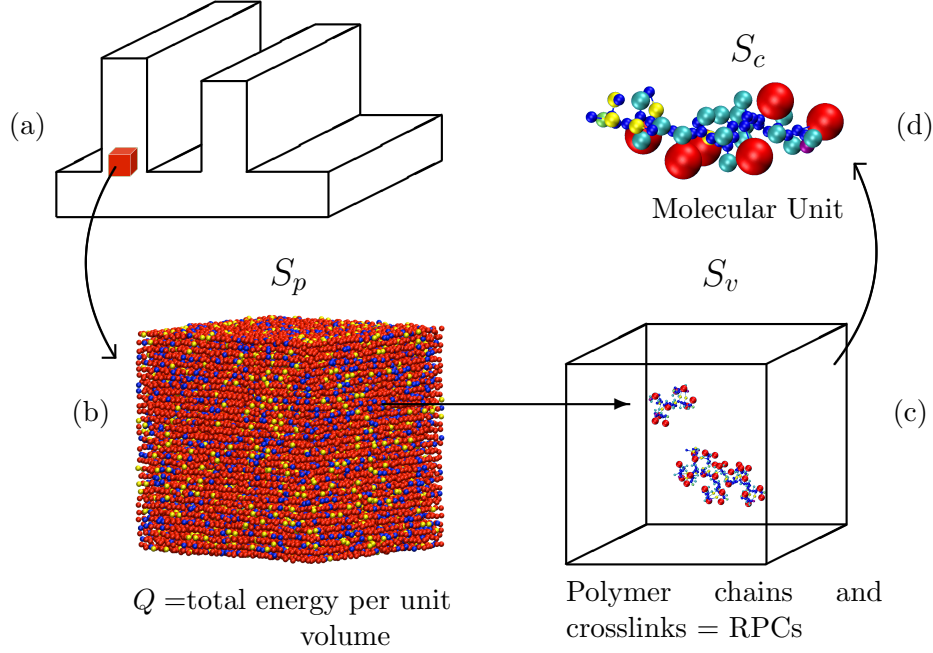 (a)
S_c
(d)
Molecular Unit
S_p
S_v
(b)
(c)
Q =total energy per unit
volume
Polymer chains and
crosslinks = RPCs